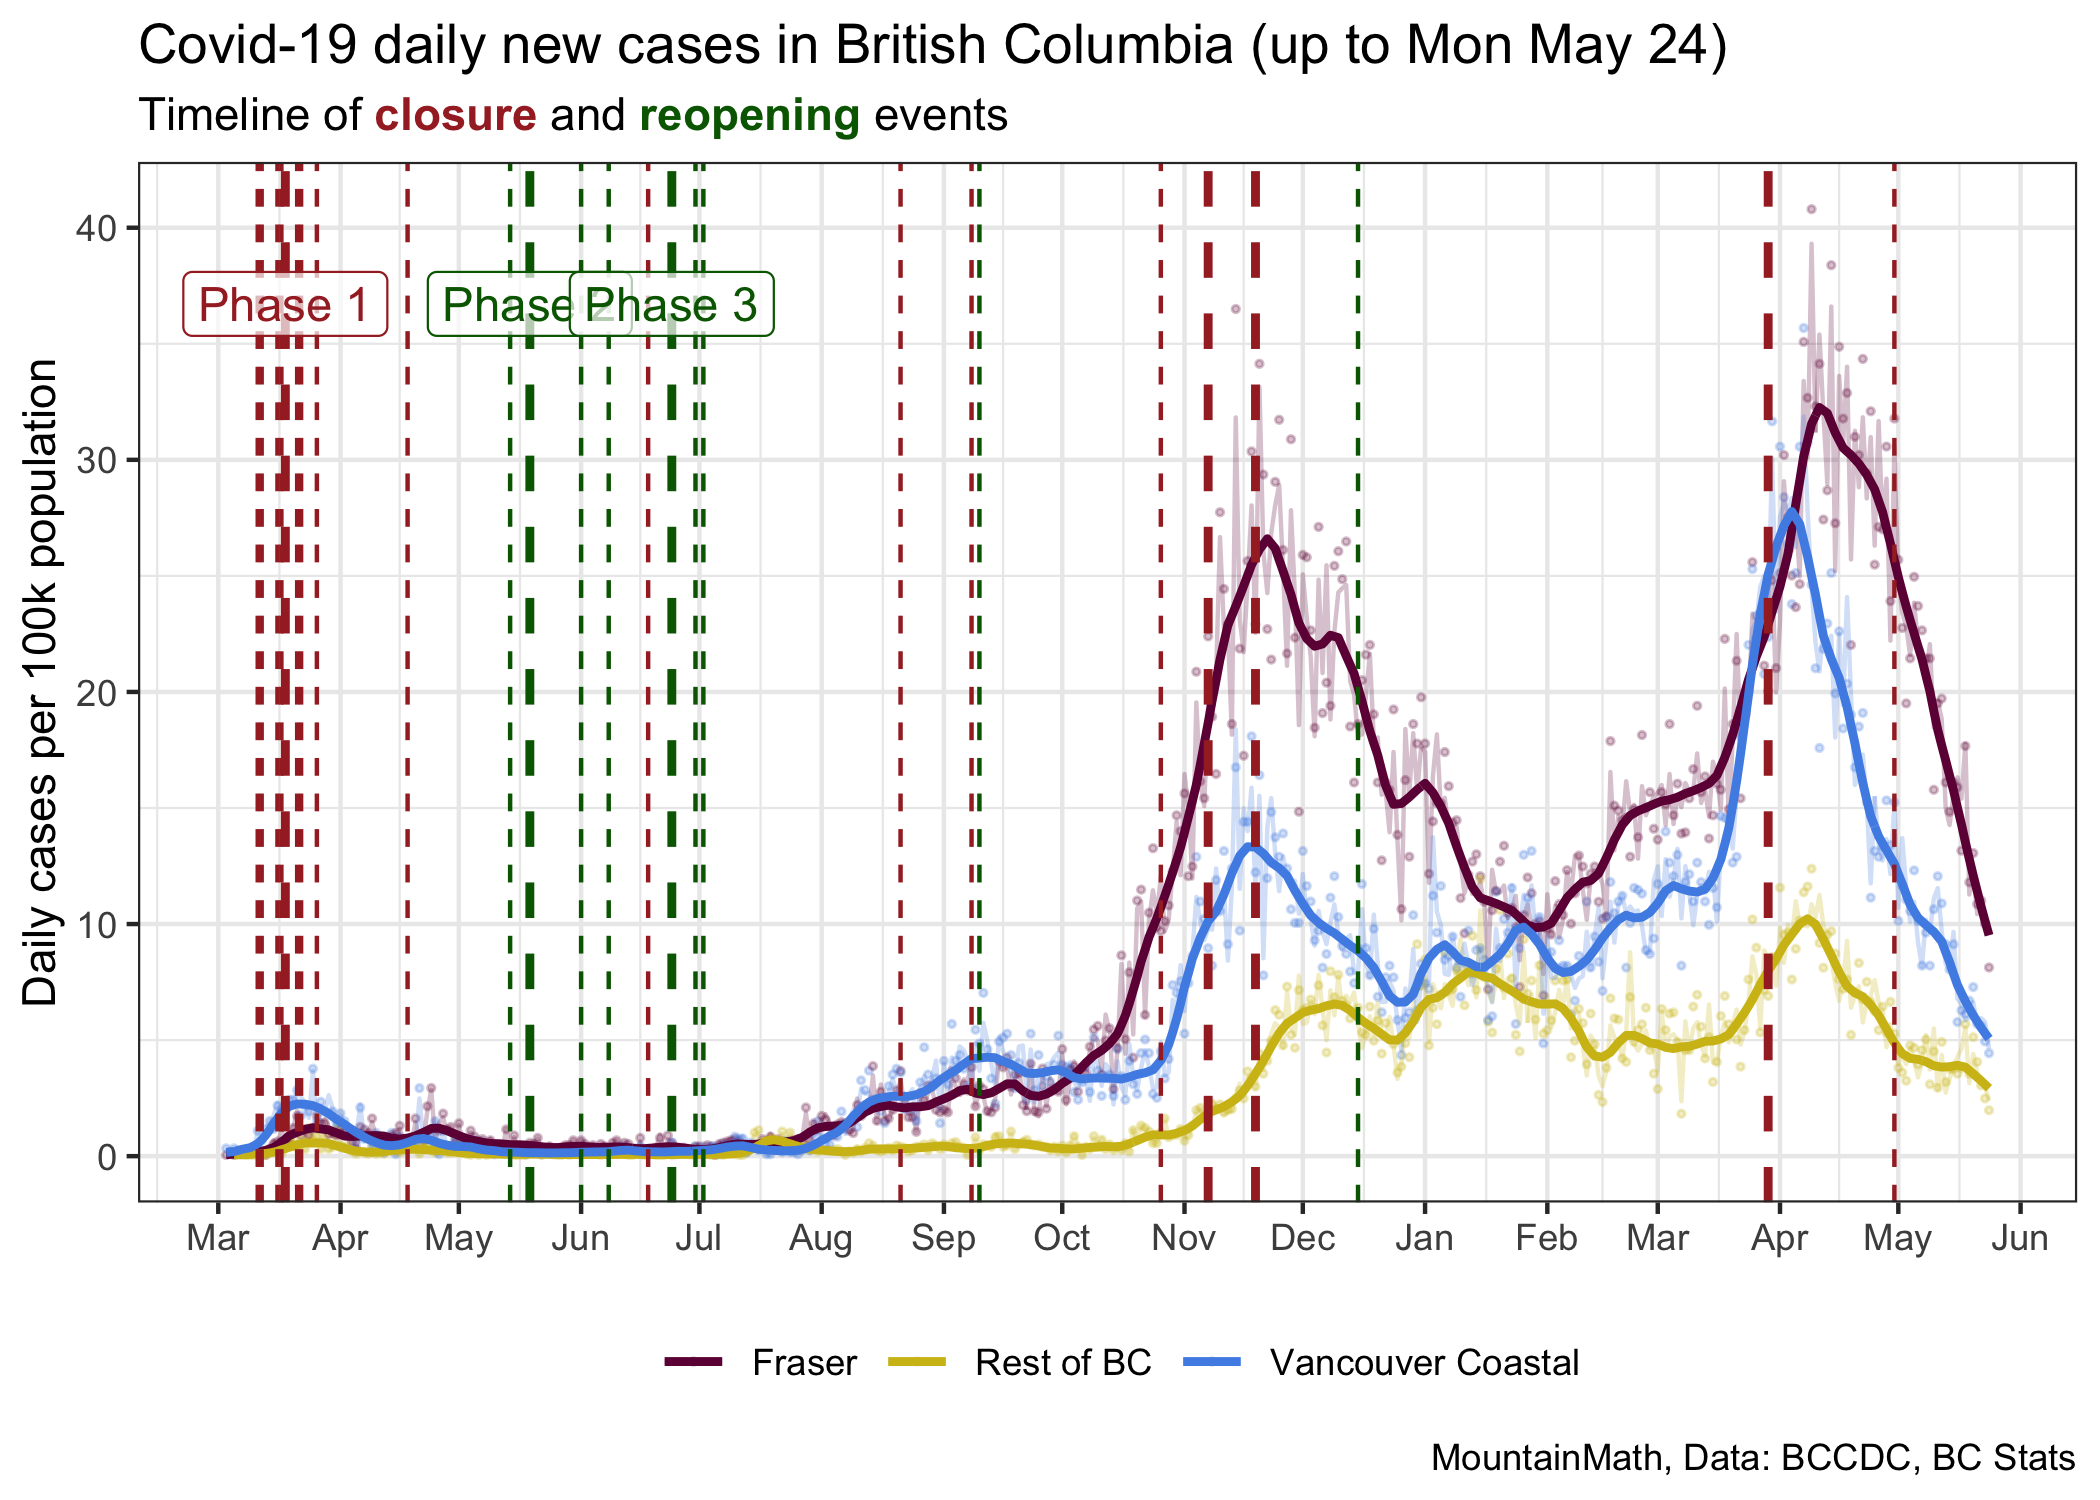 Covid-19 daily new cases in British Columbia (up to Mon May 24)
Timeline of closure and reopening events
Daily cases per 100k population
40
30
20
10
0
Phase 1
Phase 2
Phase 3
Mar Apr May Jun Jul Aug Sep Oct Nov Dec Jan Feb Mar Apr May Jun
Fraser Rest of BC Vancouver Coastal
MountainMath, Data: BCCDC, BC Stats